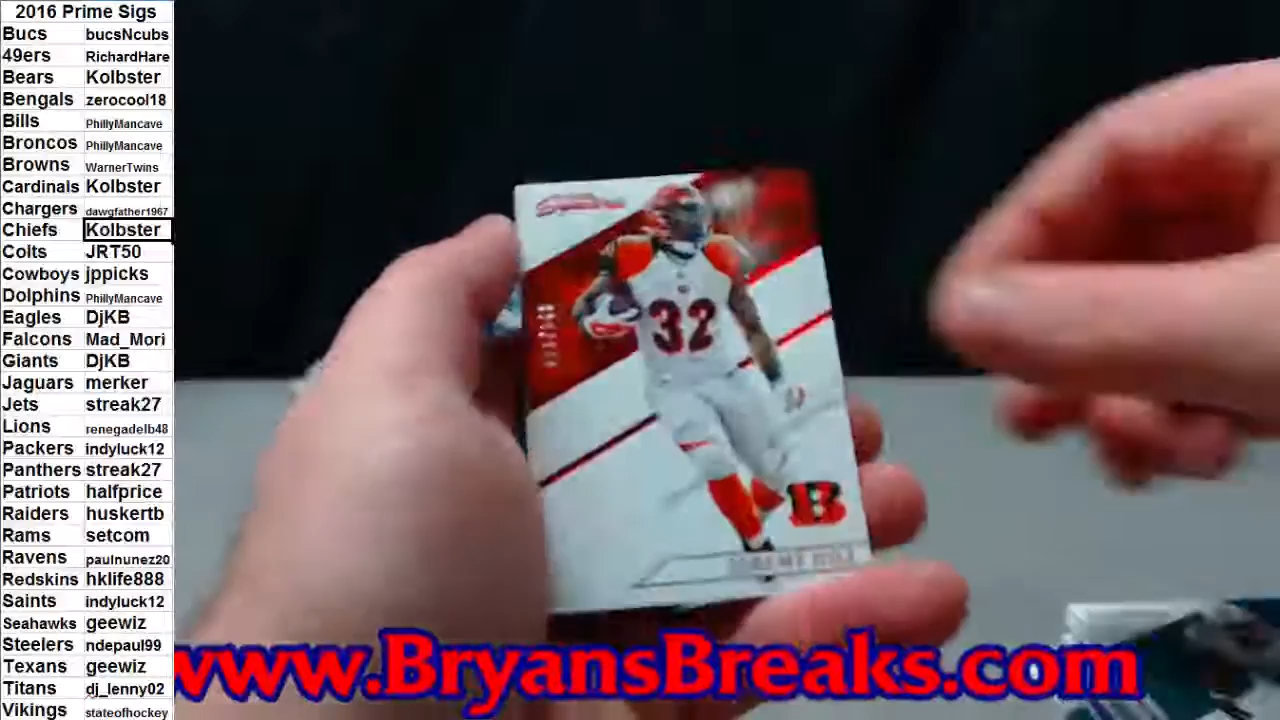 2016 Prime Sigs
Bucs bucsNcubs
49ers RichardHare
Bears Kolbster
Bengals zerocool18
Bills PhillyMancave
Broncos PhillyMancave
Browns WarnerTwins
Cardinals Kolbster
Chargers dawgfather1967
Chiefs Kolbster
Colts JRT50
Cowboys jppicks
Dolphins PhillyMancave
Eagles DjKB
Falcons Mad_Mori
Giants DjKB
Jaguars merker
Jets streak27
Lions renegadelb48
Packers indyluck12
Panthers streak27
Patriots halfprice
Raiders huskertb
Rams setcom
Ravens paulnunez20
Redskins hklife888
Saints indyluck12
Seahawks geewiz
Steelers ndepaul99
Texans geewiz
Titans dj_lenny02
Vikings stateofhockey
32
B
JEREMY HILL
www.BryansBreaks.com